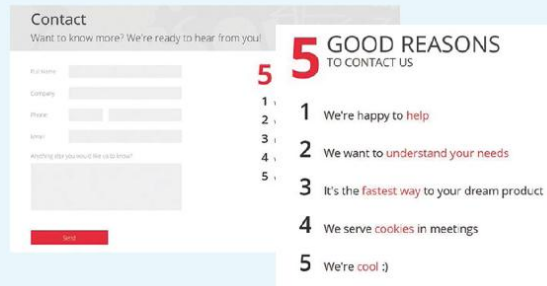 Contact
Want to know more? We're ready to hear from you!
Full Name
Company
Phone
Email
Anything else you would like us to know?
Send
5
1
2
3
4
5
5 GOOD REASONS
TO CONTACT US
1 We're happy to help
2 We want to understand your needs
3 It's the fastest way to your dream product
4 We serve cookies in meetings
5 We're cool :)